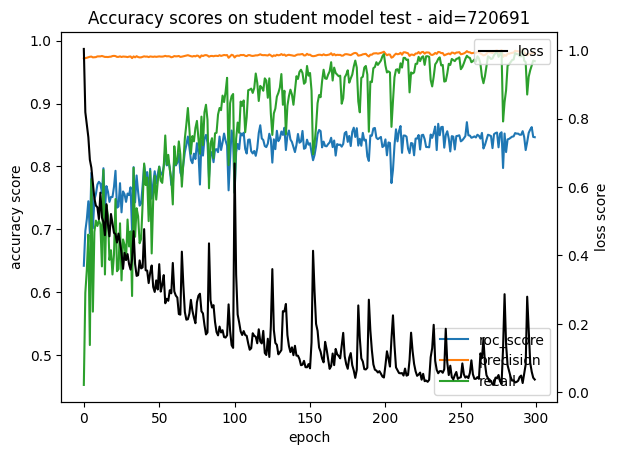 Accuracy scores on student model test - aid=720691
1.0
0.9
0.8
0.7
0.6
0.5
accuracy score
0
50
100
150
200
250
300
epoch
1.0
0.8
0.6
0.4
0.2
0.0
loss score
loss
roc_score
precision
recall